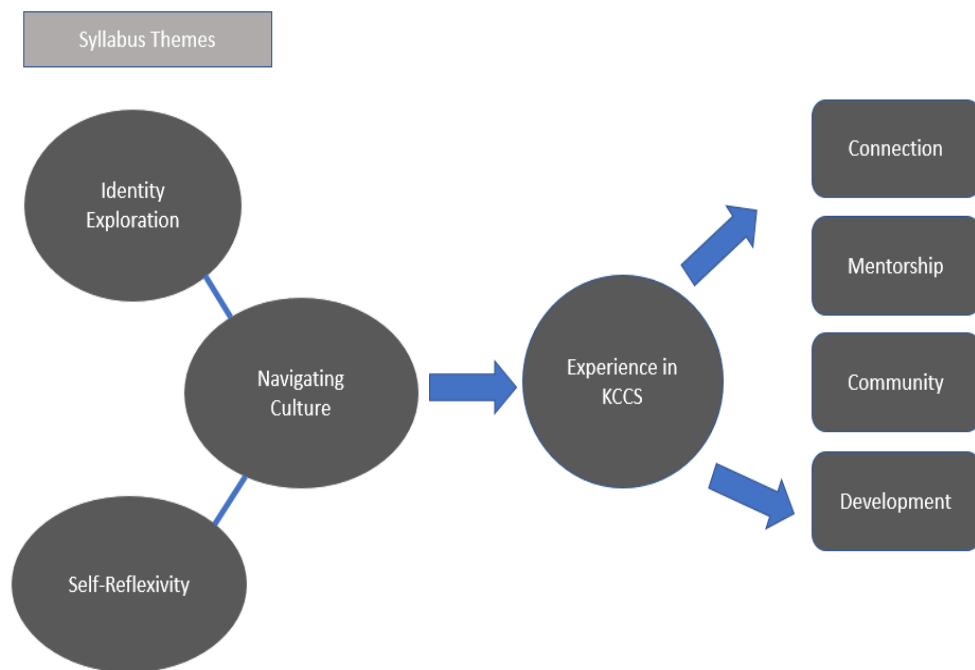 Syllabus Themes
Identity
Exploration
Navigating
Culture
Self-Reflexivity
Experience in
KCCS
Connection
Mentorship
Community
Development